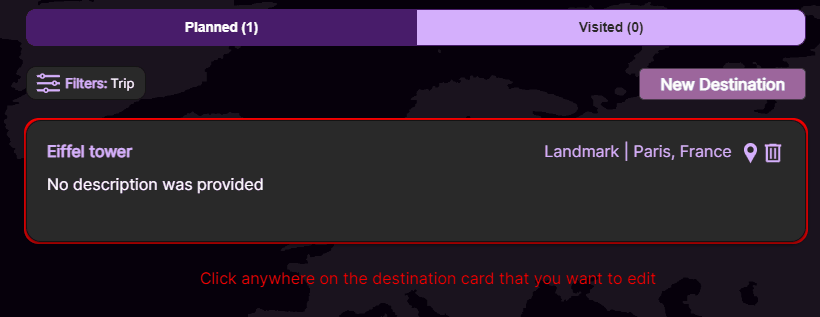 Planned (1)
Visited (0)
Filters: Trip
New Destination
Eiffel tower
Landmark | Paris, France
No description was provided
Click anywhere on the destination card that you want to edit